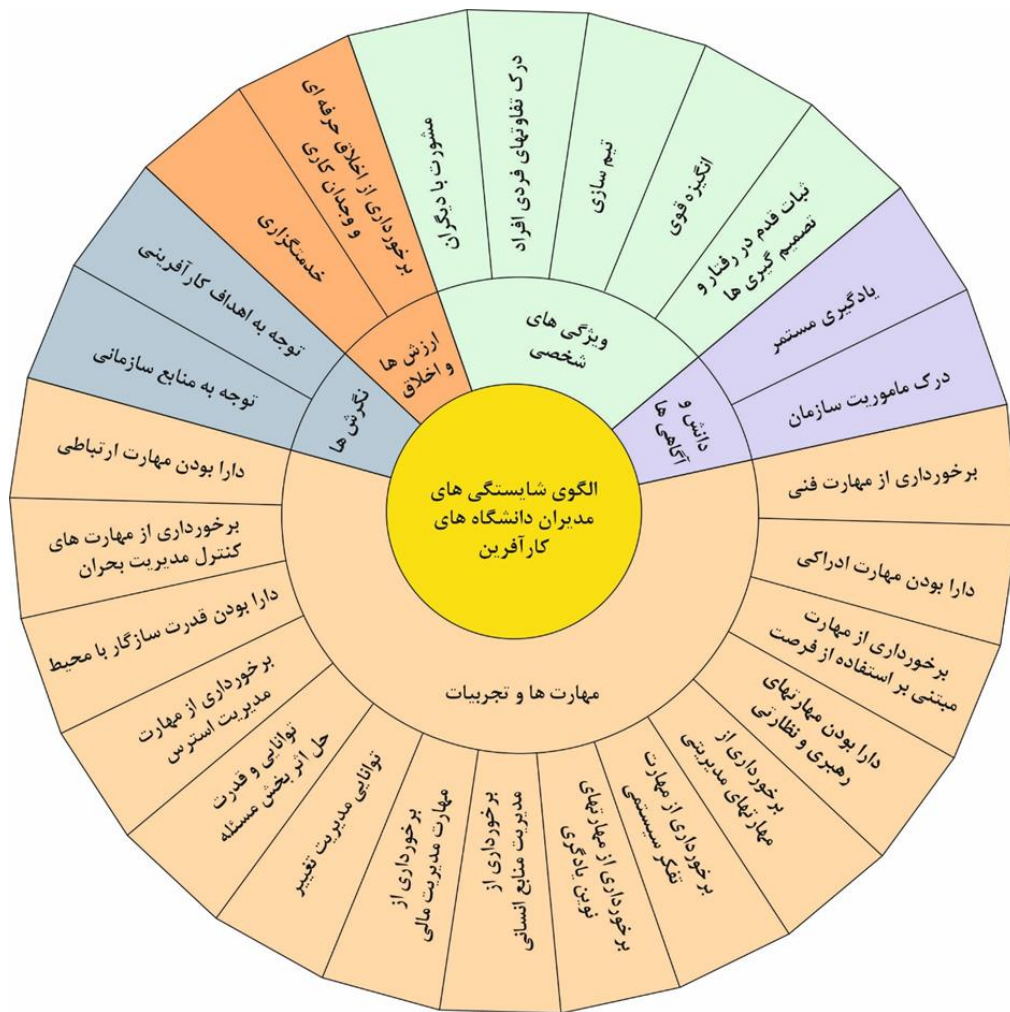 الگوی شایستگی های
مدیران دانشگاه های
کارآفرین
ویژگی های
شخصی
مشورت با دیگران
درک تفاوتهای فردی افراد
تیم سازی
انگیزه قوی
ثبات قدم در رفتار و
تصمیم گیری ها
دانش و
آگاهی ها
یادگیری مستمر
درک ماموریت سازمان
مهارت ها و تجربیات
برخورداری از مهارت فنی
دارا بودن مهارت ادراکی
برخورداری از مهارت
مبتنی بر استفاده از فرصت
دارا بودن مهارتهای
رهبری و نظارتی
برخورداری از
مهارتهای مدیریتی
برخورداری از مهارت
تفکر سیستمی
برخورداری از مهارتهای
نوین یادگری
برخورداری از
مدیریت منابع انسانی
برخورداری از
مهارت مدیریت مالی
توانایی مدیریت تغییر
توانایی و قدرت
حل اثر بخش مسئله
برخورداری از مهارت
مدیریت استرس
دارا بودن قدرت سازگار با محیط
برخورداری از مهارت های
کنترل مدیریت بحران
دارا بودن مهارت ارتباطی
نگرش ها
توجه به منابع سازمانی
توجه به اهداف کارآفرینی
ارزش ها
و اخلاق
خدمتگزاری
برخورداری از اخلاق حرفه ای
و وجدان کاری